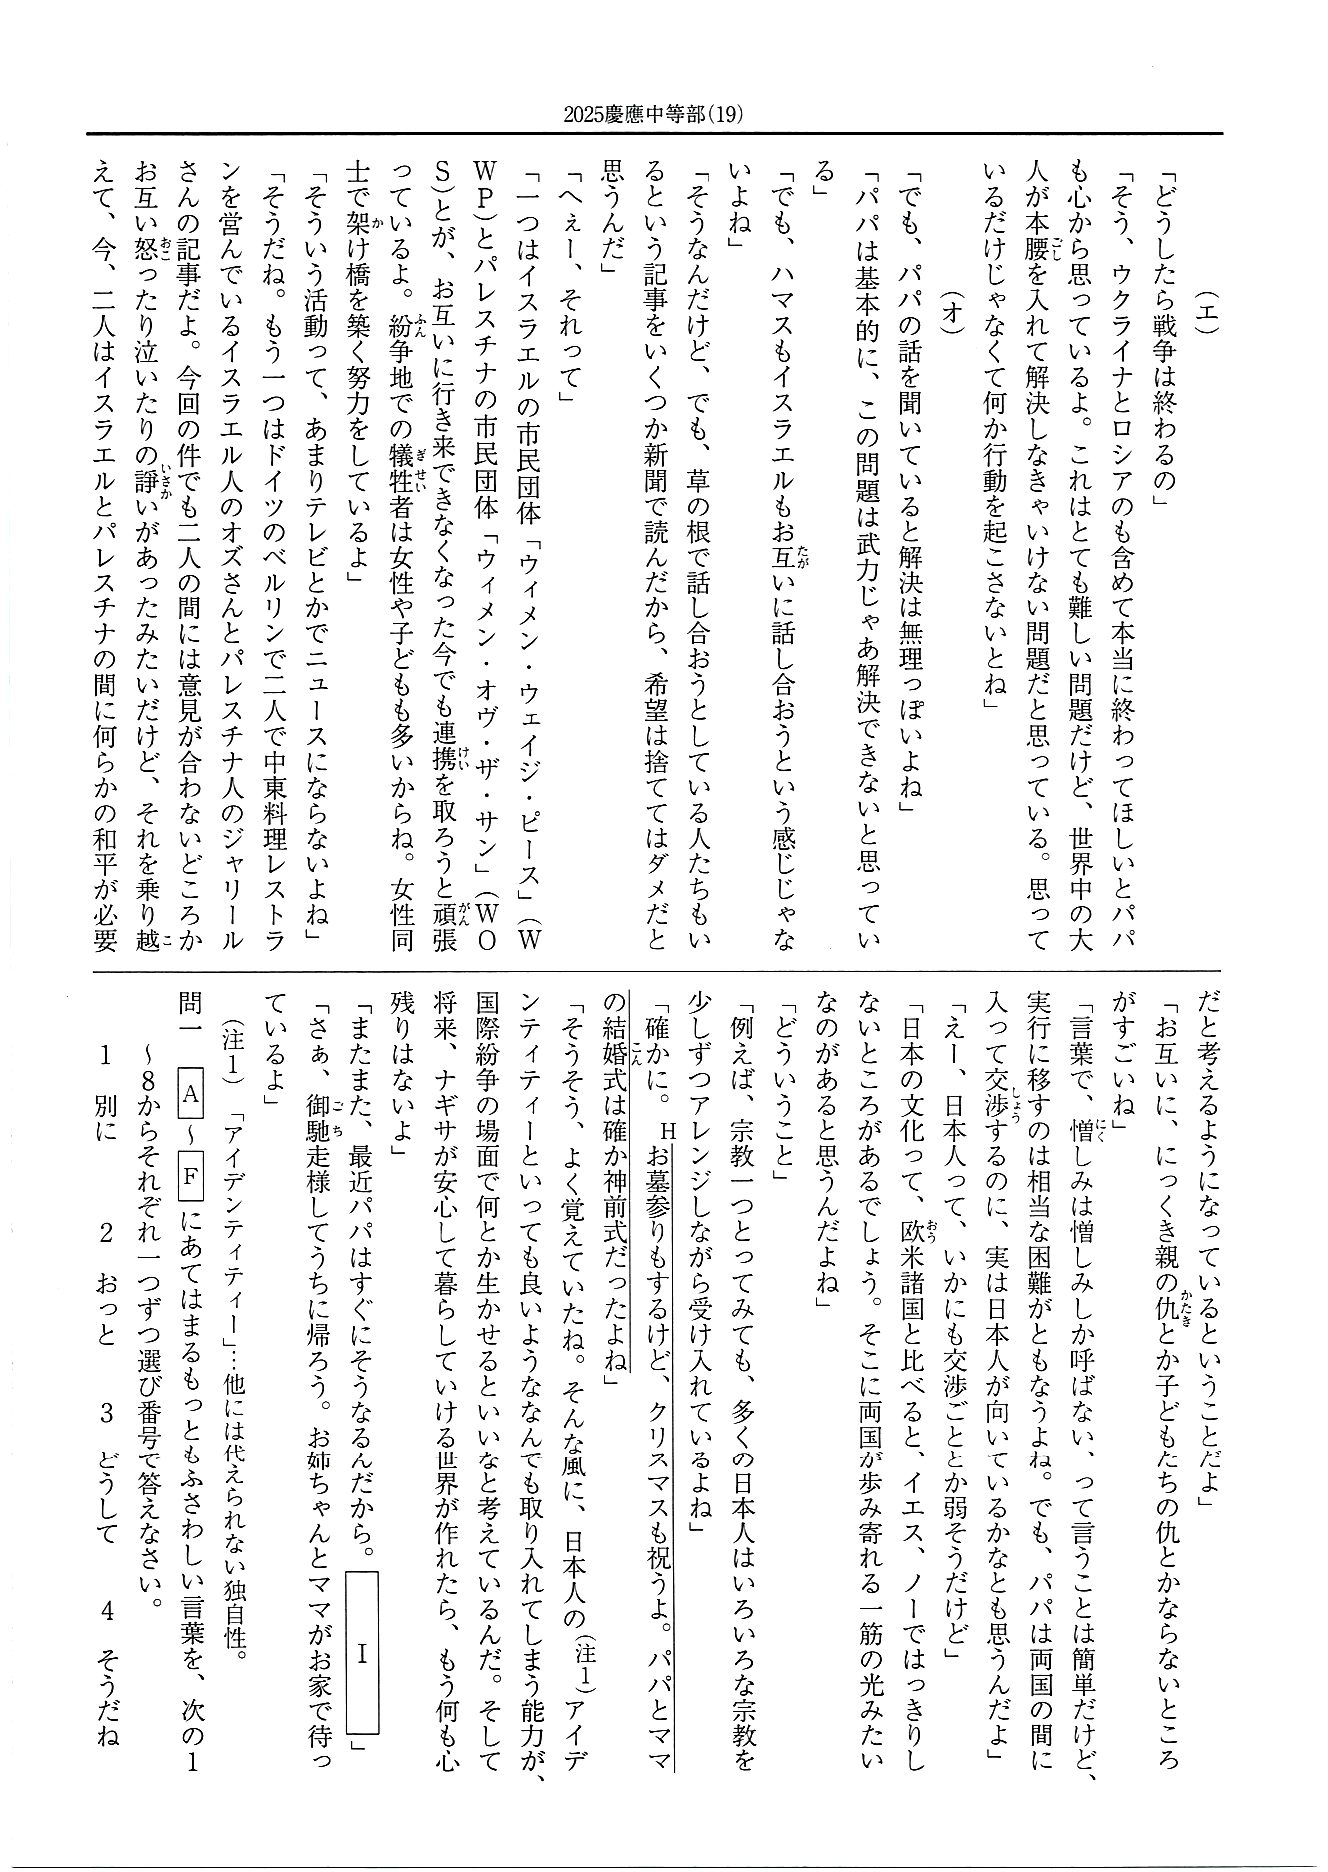 2025慶應中等部(19)
(エ)
「どうしたら戦争は終わるの」
「そう、ウクライナとロシアのも含めて本当に終わってほしいとパパ
も心から思っているよ。これはとても難しい問題だけど、世界中の大
人が本腰を入れて解決しなきゃいけない問題だと思っている。思って
いるだけじゃなくて何か行動を起こさないとね」
(オ)
「でも、パパの話を聞いていると解決は無理っぽいよね」
「パパは基本的に、この問題は武力じゃあ解決できないと思ってい
る」
「でも、ハマスもイスラエルもお互いに話し合おうという感じじゃな
いよね」
「そうなんだけど、でも、草の根で話し合おうとしている人たちもい
るという記事をいくつか新聞で読んだから、希望は捨ててはダメだと
思うんだ」
「へぇー、それって」
「一つはイスラエルの市民団体「ウィメン・ウェイジ・ピース」(W
WP)とパレスチナの市民団体「ウィメン・オヴ・ザ・サン」(WO
S)とが、お互いに行き来できなくなった今でも連携を取ろうと頑張
っているよ。紛争地での犠牲者は女性や子どもも多いからね。女性同
士で架け橋を築く努力をしているよ」
「そういう活動って、あまりテレビとかでニュースにならないよね」
「そうだね。もう一つはドイツのベルリンで二人で中東料理レストラ
ンを営んでいるイスラエル人のオズさんとパレスチナ人のジャリール
さんの記事だよ。今回の件でも二人の間には意見が合わないどころか
お互い怒ったり泣いたりの諍いがあったみたいだけど、それを乗り越
えて、今、二人はイスラエルとパレスチナの間に何らかの和平が必要
だと考えるようになっているということだよ」
「お互いに、にっくき親の仇とか子どもたちの仇とかならないところ
がすごいね」
「言葉で、憎しみは憎しみしか呼ばない、って言うことは簡単だけど、
実行に移すのは相当な困難がともなうよね。でも、パパは両国の間に
入って交渉するのに、実は日本人が向いているかなとも思うんだよ」
「えー、日本人って、いかにも交渉ごととか弱そうだけど」
「日本の文化って、欧米諸国と比べると、イエス、ノーではっきりし
ないところがあるでしょう。そこに両国が歩み寄れる一筋の光みたい
なのがあると思うんだよね」
「どういうこと」
「例えば、宗教一つとってみても、多くの日本人はいろいろな宗教を
少しずつアレンジしながら受け入れているよね」
「確かに。Hお墓参りもするけど、クリスマスも祝うよ。パパとママ
の結婚式は確か神前式だったよね」
「そうそう、よく覚えていたね。そんな風に、日本人の(注1)アイデ
ンティティーといっても良いようななんでも取り入れてしまう能力が、
国際紛争の場面で何とか生かせるといいなと考えているんだ。そして
将来、ナギサが安心して暮らしていける世界が作れたら、もう何も心
残りはないよ」
「またまた、最近パパはすぐにそうなるんだから。I」
「さぁ、御馳走様してうちに帰ろう。お姉ちゃんとママがお家で待っ
ているよ」
(注1)「アイデンティティー」…他には代えられない独自性。
問一 A～Fにあてはまるもっともふさわしい言葉を、次の1
～8からそれぞれ一つずつ選び番号で答えなさい。
1 別に 2 おっと 3 どうして 4 そうだね